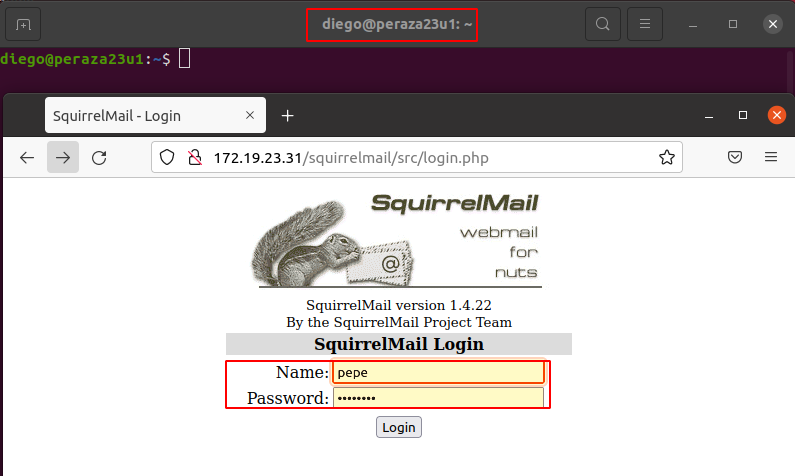 diego@peraza23u1: ~
diego@peraza23u1:~$
SquirrelMail - Login
172.19.23.31/squirrelmail/src/login.php
SquirrelMail
webmail
for
nuts
@
SquirrelMail version 1.4.22
By the SquirrelMail Project Team
SquirrelMail Login
Name: pepe
Password: ••••••••
Login